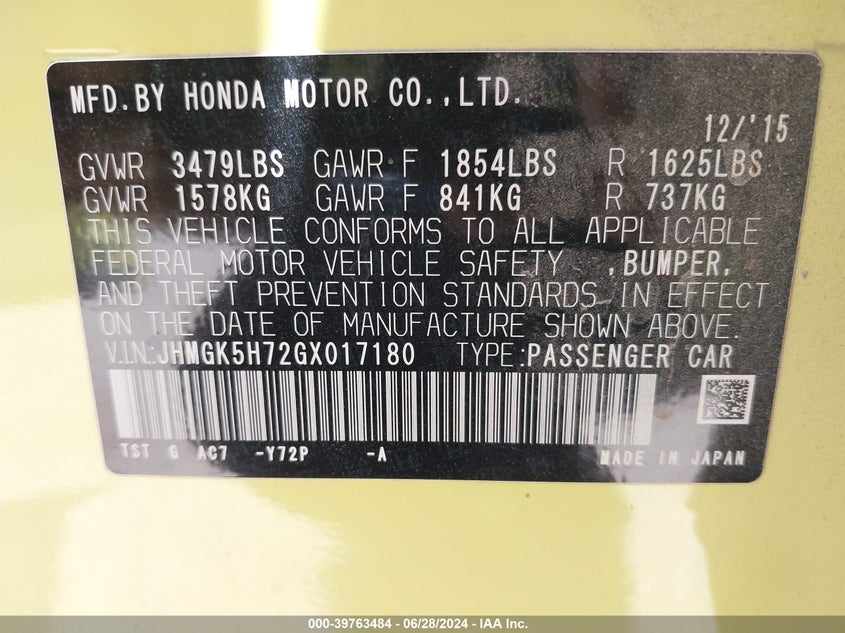 MFD.BY HONDA MOTOR CO.,LTD.
12/'15
GVWR 3479LBS GAWR F 1854LBS R 1625LBS
GVWR 1578KG GAWR F 841KG R 737KG
THIS VEHICLE CONFORMS TO ALL APPLICABLE
FEDERAL MOTOR VEHICLE SAFETY ,BUMPER,
AND THEFT PREVENTION STANDARDS IN EFFECT
ON THE DATE OF MANUFACTURE SHOWN ABOVE.
V.I.N.:JHMGK5H72GX017180 TYPE:PASSENGER CAR
TST G AC7 -Y72P -A MADE IN JAPAN
000-39763484 - 06/28/2024 - IAA Inc.